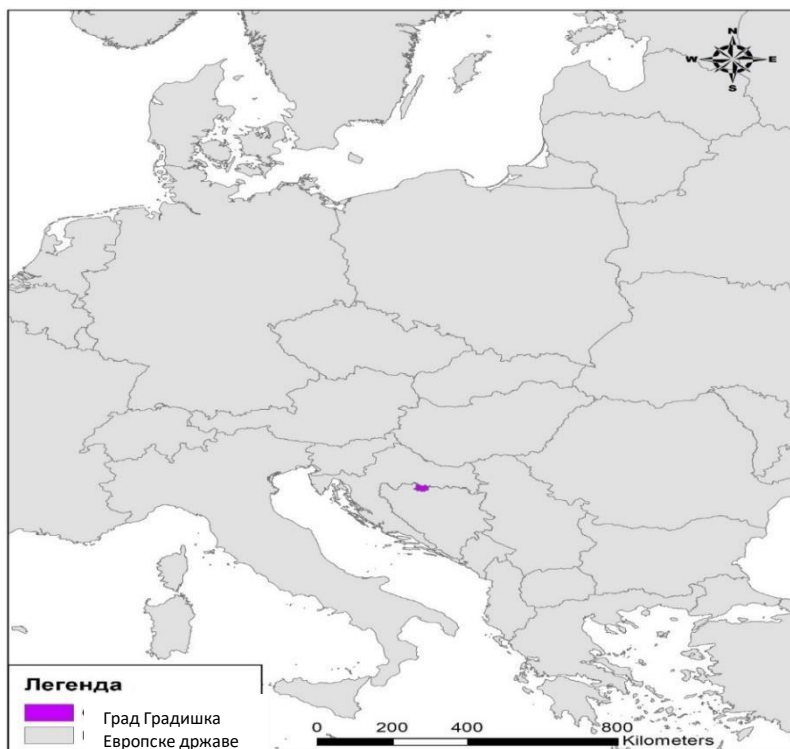 N
W E
S
Легенда
Град Градишка
Европске државе
0 200 400 800
Kilometers